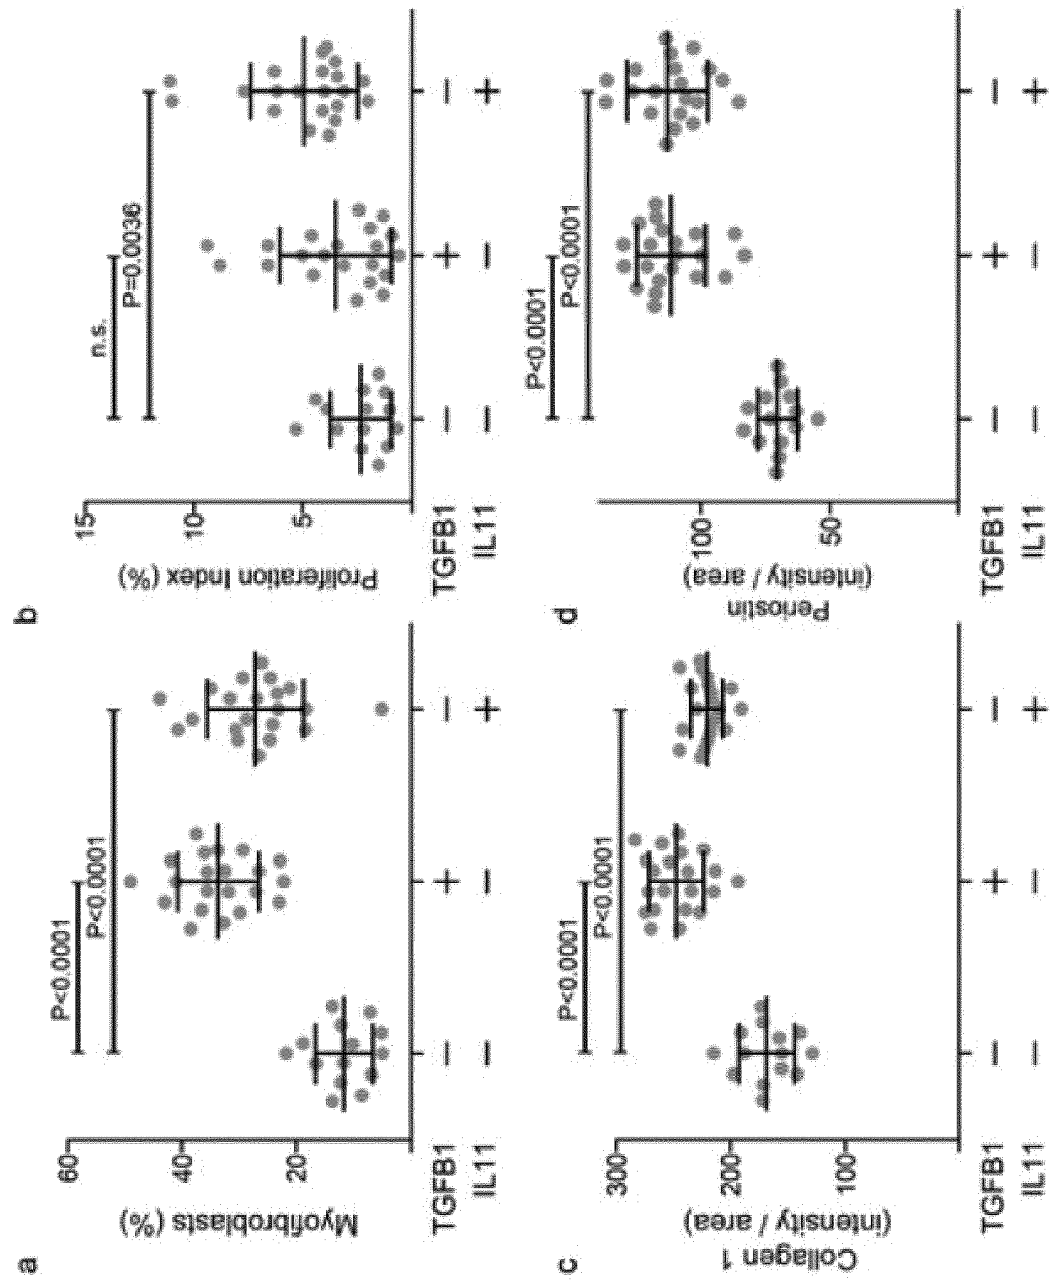 a
Myofibroblasts (%)
60
40
20
P<0.0001
P<0.0001
TGFB1 − + −
IL11 − − +
b
Proliferation Index (%)
15
10
5
n.s.
P=0.0036
TGFB1 − + −
IL11 − − +
c
Collagen 1
(intensity / area)
300
200
100
P<0.0001
P<0.0001
TGFB1 − + −
IL11 − − +
d
Periostin
(intensity / area)
100
50
P<0.0001
P<0.0001
TGFB1 − + −
IL11 − − +